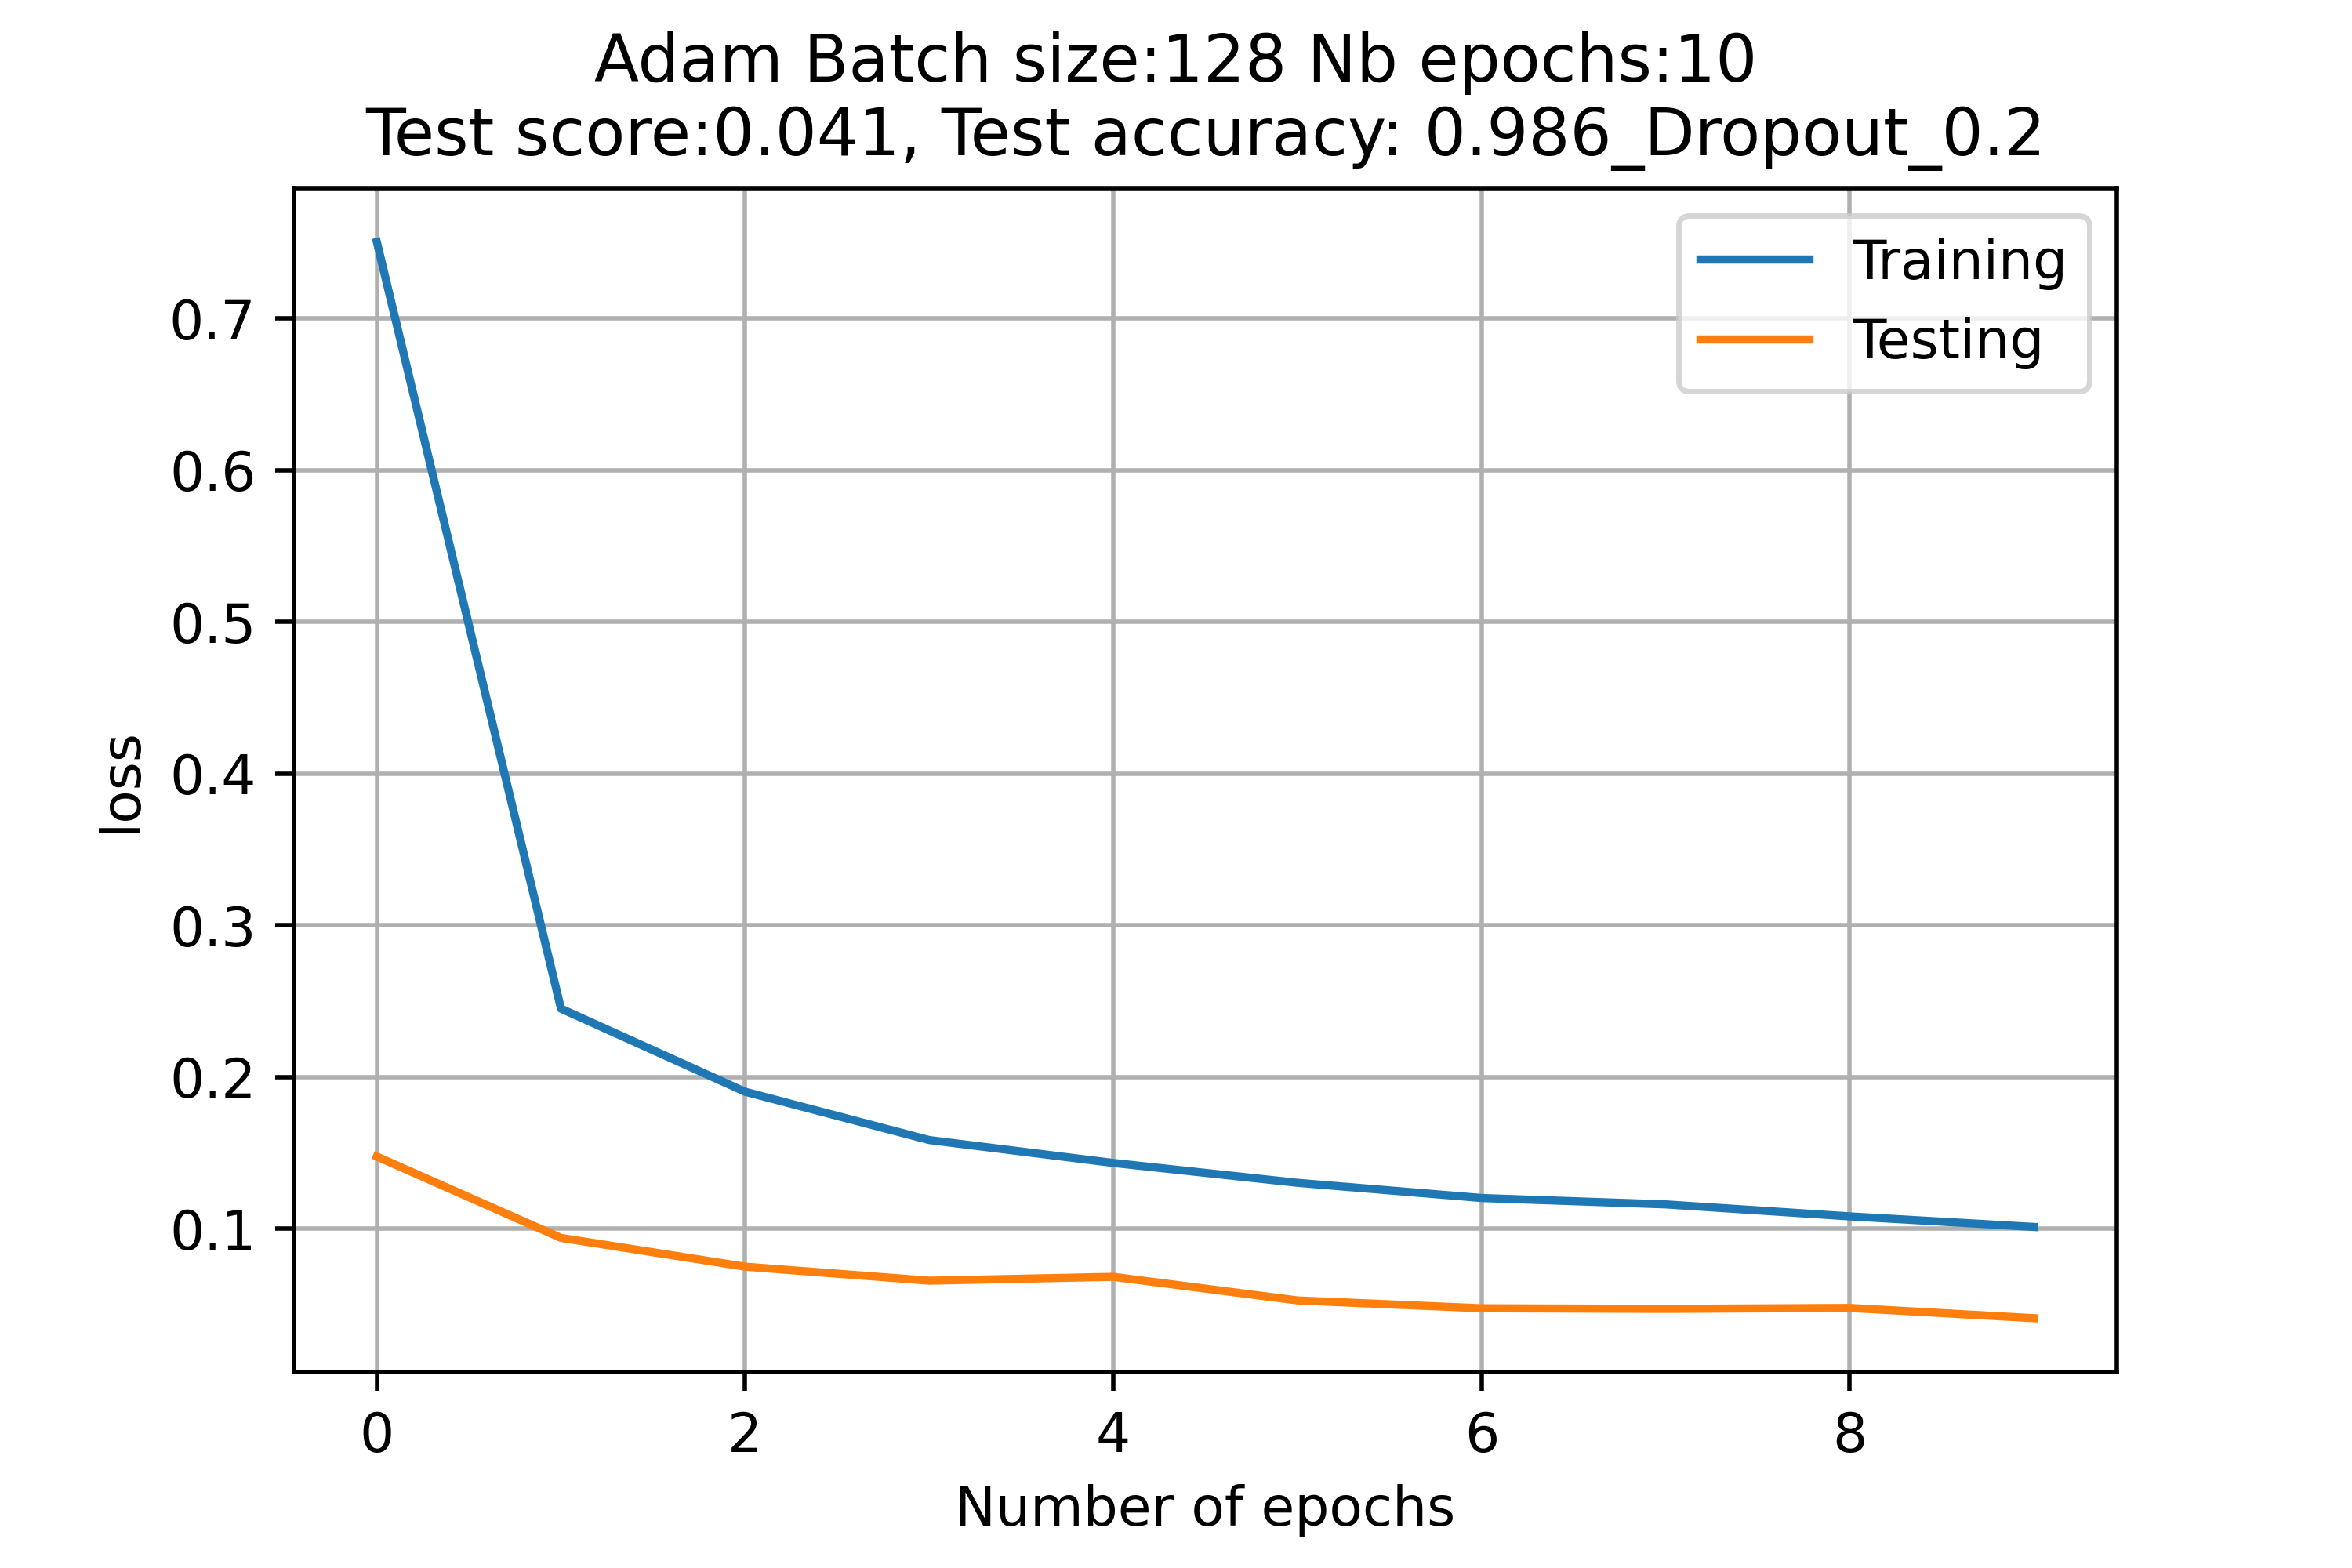 Adam Batch size:128 Nb epochs:10
Test score:0.041, Test accuracy: 0.986_Dropout_0.2
Training
Testing
0.7
0.6
0.5
0.4
0.3
0.2
0.1
loss
0 2 4 6 8
Number of epochs